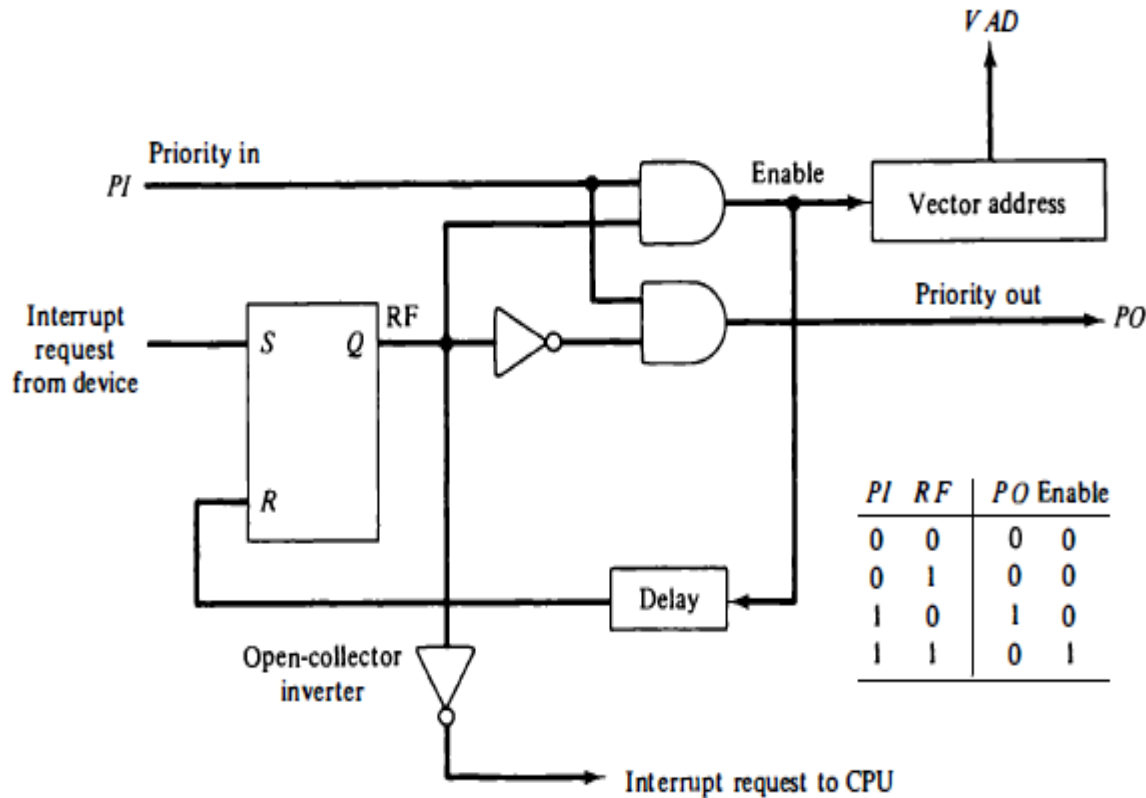 VAD
Priority in
PI
Enable
Vector address
Interrupt
request
from device
S
Q
RF
Priority out
PO
R
Delay
Open-collector
inverter
Interrupt request to CPU
PI RF PO Enable
0 0 0 0
0 1 0 0
1 0 1 0
1 1 0 1